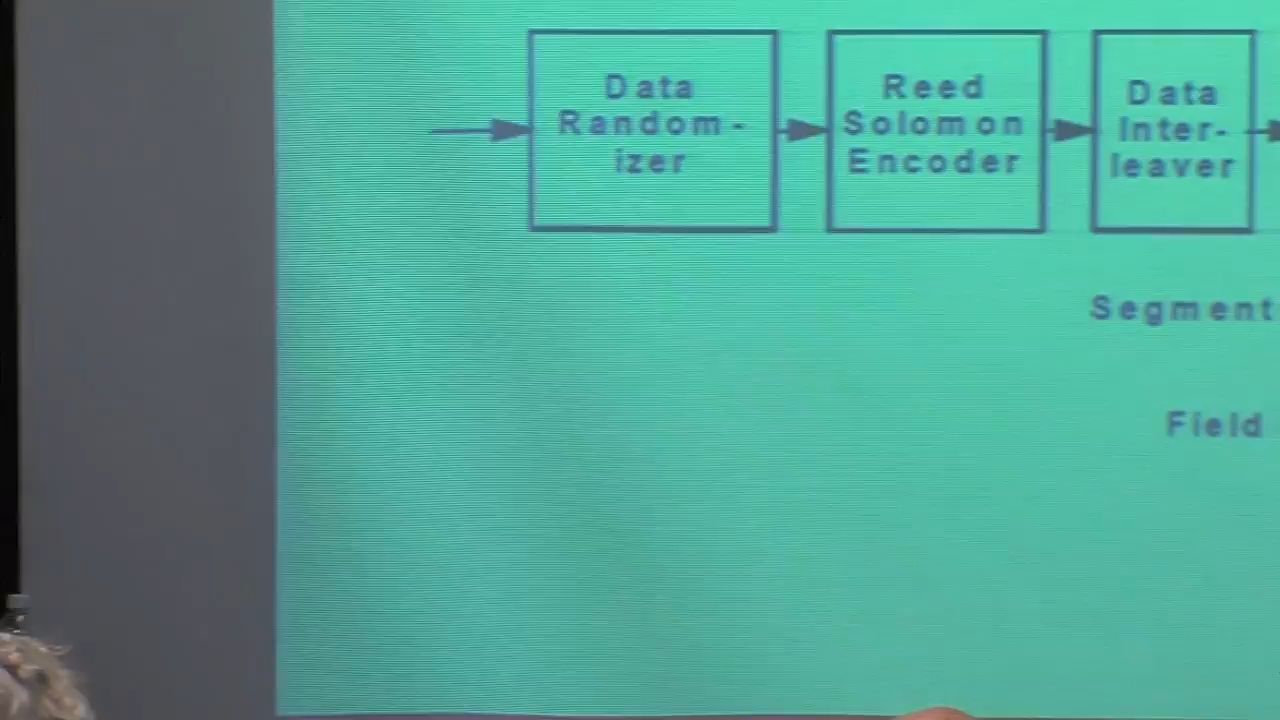 Data
Random-
izer
Reed
Solomon
Encoder
Data
Inter-
leaver
Segment
Field